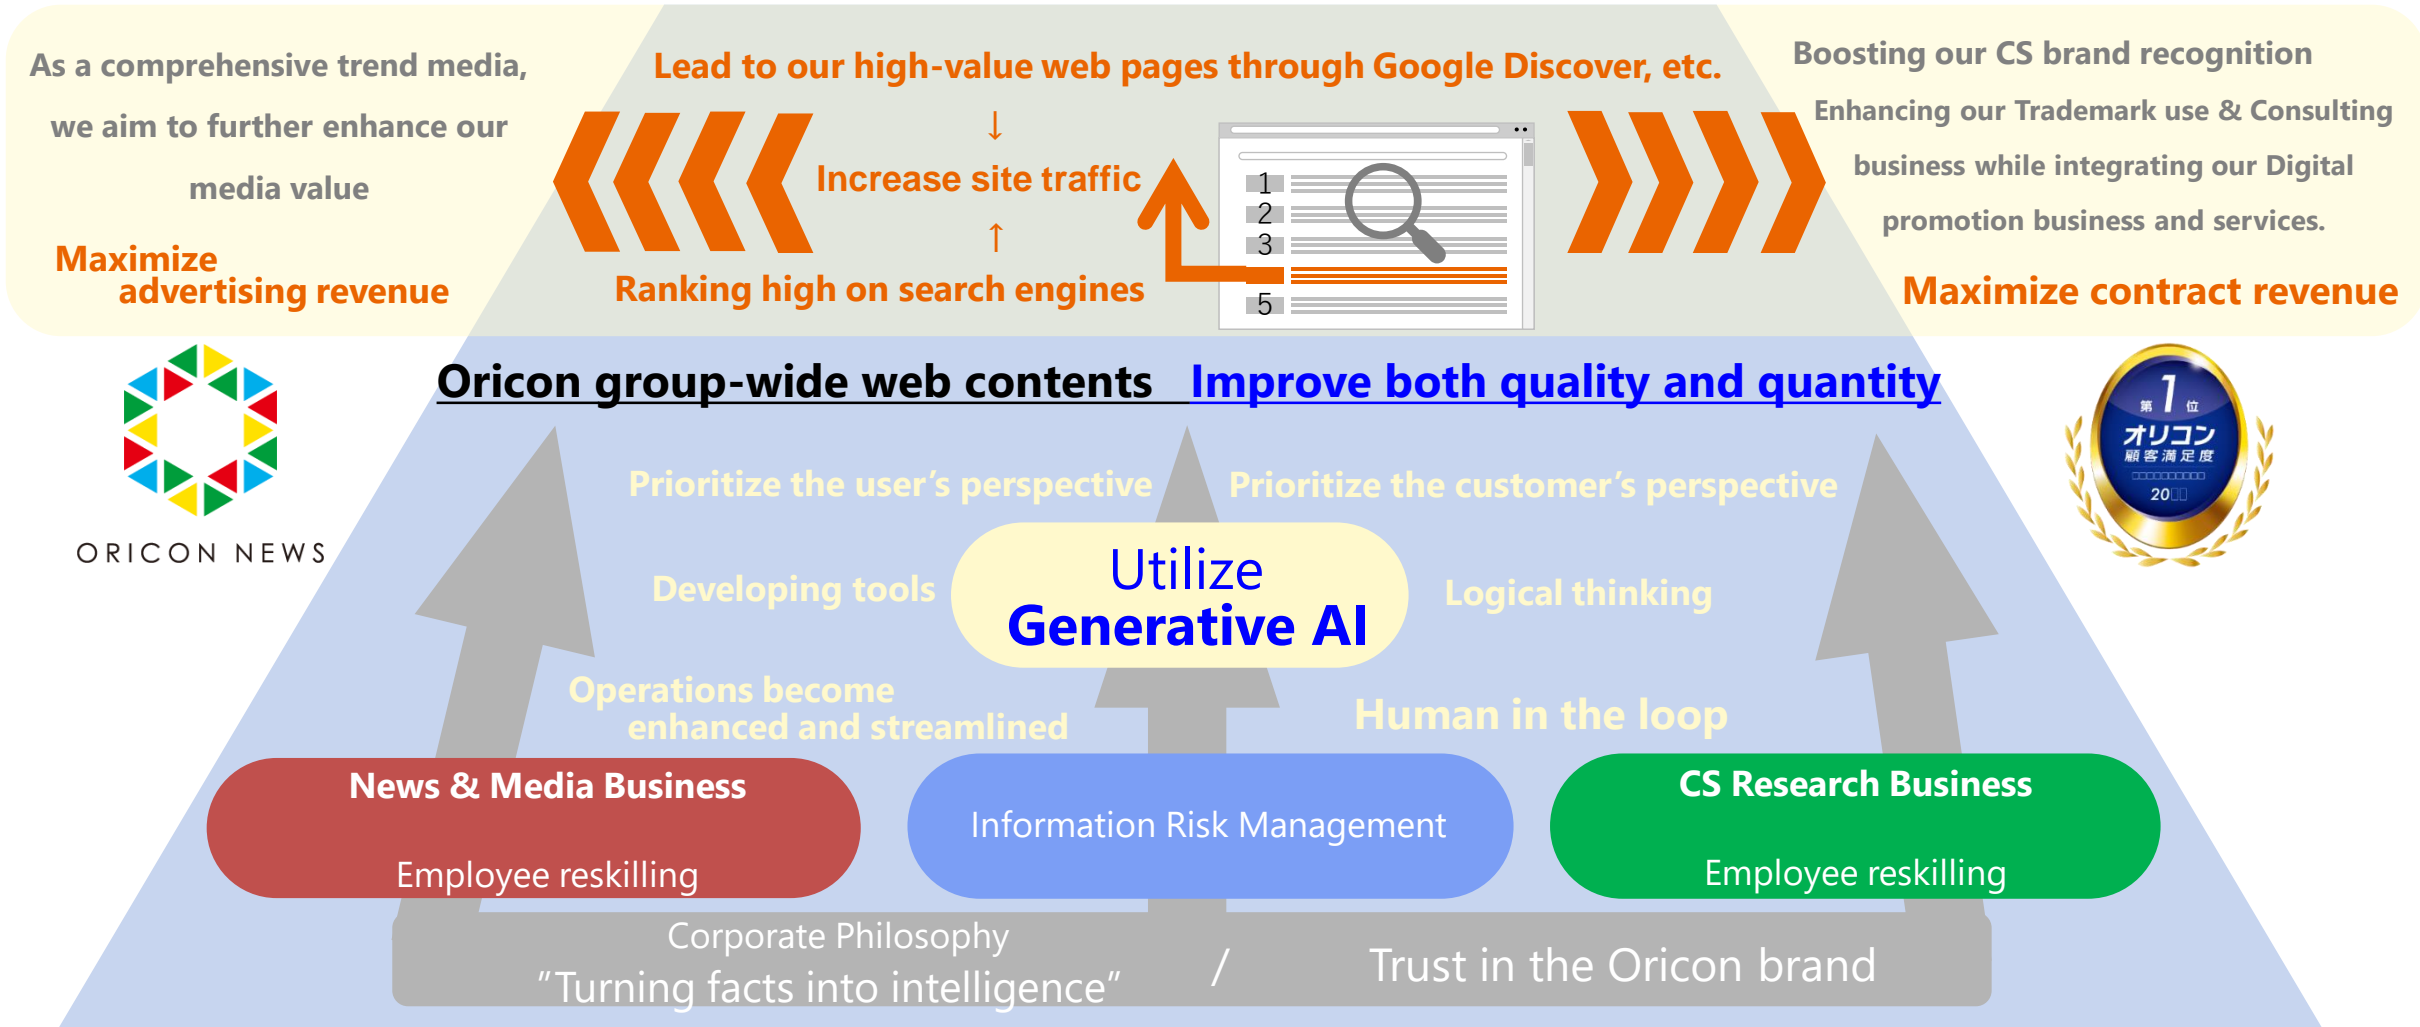 As a comprehensive trend media,
we aim to further enhance our
media value
Maximize
advertising revenue
Lead to our high-value web pages through Google Discover, etc.
↓
Increase site traffic
↑
Ranking high on search engines
1
2
3
5
Boosting our CS brand recognition
Enhancing our Trademark use & Consulting
business while integrating our Digital
promotion business and services.
Maximize contract revenue
ORICON NEWS
Oricon group-wide web contents Improve both quality and quantity
第1位
オリコン
顧客満足度
□□□□□□□□□□
20□□
Prioritize the user’s perspective
Prioritize the customer’s perspective
Developing tools
Utilize
Generative AI
Logical thinking
Operations become
enhanced and streamlined
Human in the loop
News & Media Business
Employee reskilling
Information Risk Management
CS Research Business
Employee reskilling
Corporate Philosophy
”Turning facts into intelligence”
/
Trust in the Oricon brand